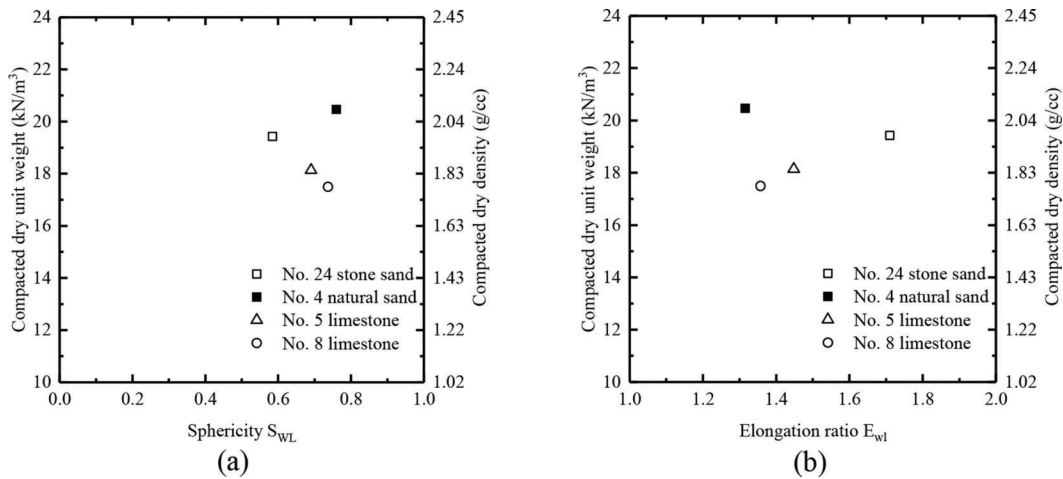 24
22
20
18
16
14
12
10
Compacted dry unit weight (kN/m³)
2.45
2.24
2.04
1.83
1.63
1.43
1.22
1.02
Compacted dry density (g/cc)
No. 24 stone sand
No. 4 natural sand
No. 5 limestone
No. 8 limestone
0.0 0.2 0.4 0.6 0.8 1.0
Sphericity S_WL
(a)
24
22
20
18
16
14
12
10
Compacted dry unit weight (kN/m³)
2.45
2.24
2.04
1.83
1.63
1.43
1.22
1.02
Compacted dry density (g/cc)
No. 24 stone sand
No. 4 natural sand
No. 5 limestone
No. 8 limestone
1.0 1.2 1.4 1.6 1.8 2.0
Elongation ratio E_wl
(b)